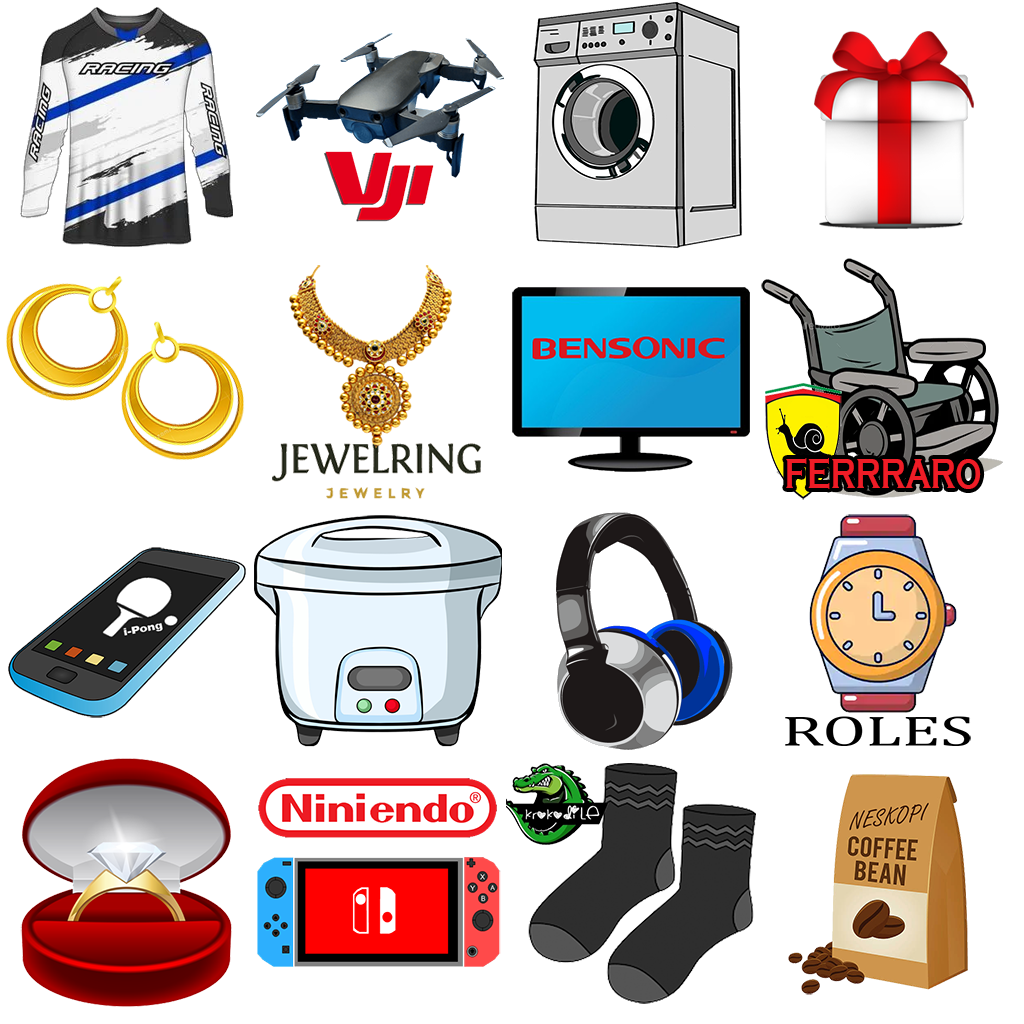 RACING
RACING
RACING
VJI
BENSONIC
JEWELRING
JEWELRY
FERRRARO
i-Pong
ROLES
Niniendo®
krokodiLE
X
Y
A
B
NESKOPI
COFFEE
BEAN